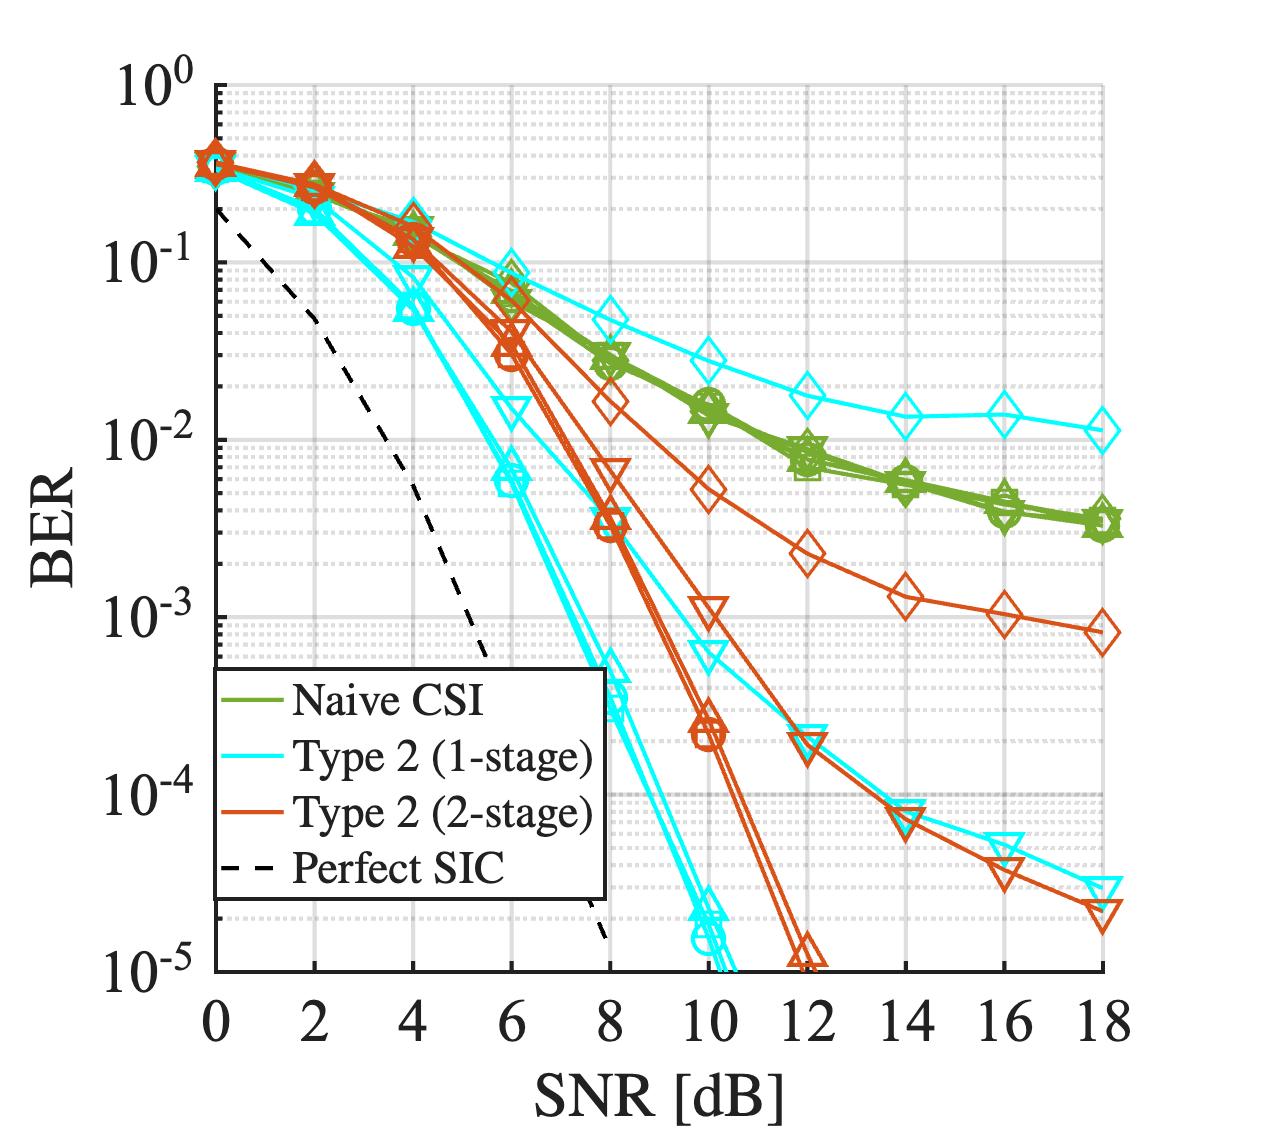 10^0
10^-1
10^-2
10^-3
10^-4
10^-5
BER
Naive CSI
Type 2 (1-stage)
Type 2 (2-stage)
Perfect SIC
0 2 4 6 8 10 12 14 16 18
SNR [dB]